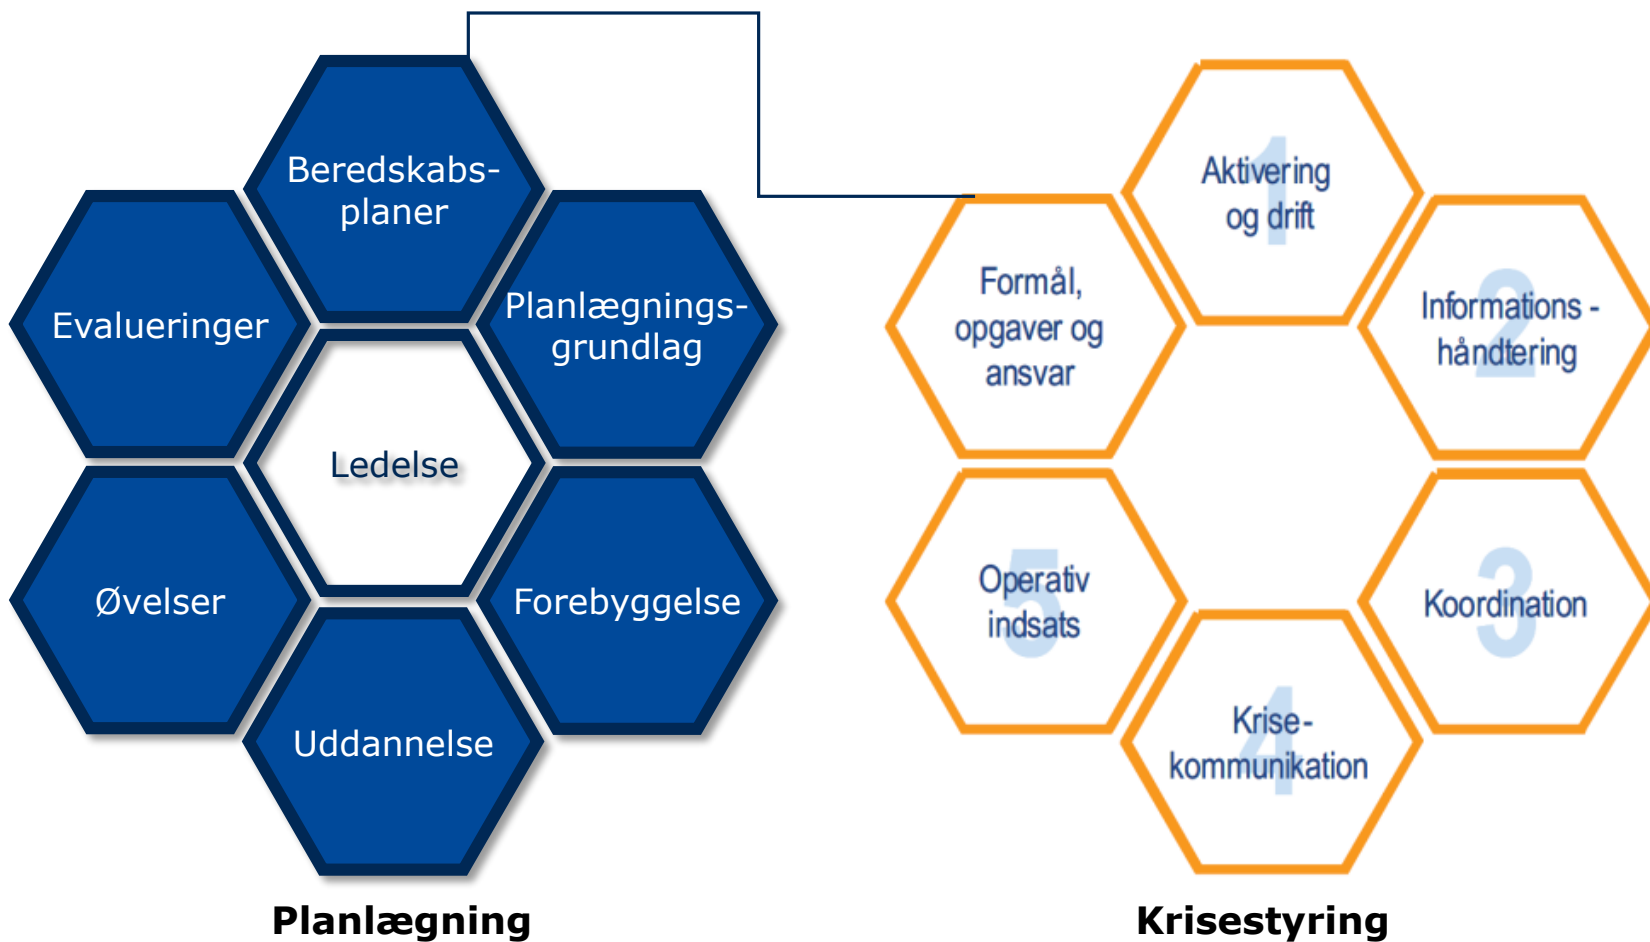 Beredskabs-
planer
Planlægnings-
grundlag
Evalueringer
Ledelse
Øvelser
Forebyggelse
Uddannelse
Planlægning
1
Aktivering
og drift
2
Informations -
håndtering
Formål,
opgaver og
ansvar
3
Koordination
5
Operativ
indsats
4
Krise -
kommunikation
Krisestyring